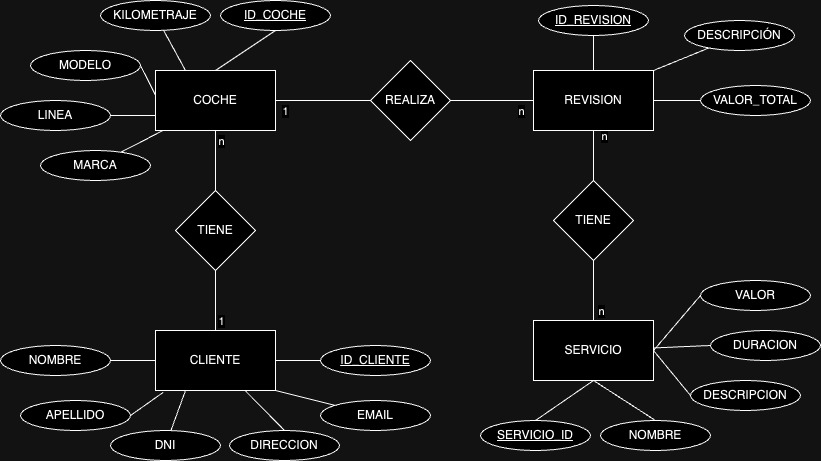 KILOMETRAJE
ID_COCHE
ID_REVISION
DESCRIPCIÓN
MODELO
COCHE
REALIZA
REVISION
VALOR_TOTAL
LINEA
1
n
MARCA
n
n
TIENE
TIENE
VALOR
n
1
DURACION
SERVICIO
NOMBRE
CLIENTE
ID_CLIENTE
DESCRIPCION
APELLIDO
EMAIL
DNI
DIRECCION
SERVICIO_ID
NOMBRE